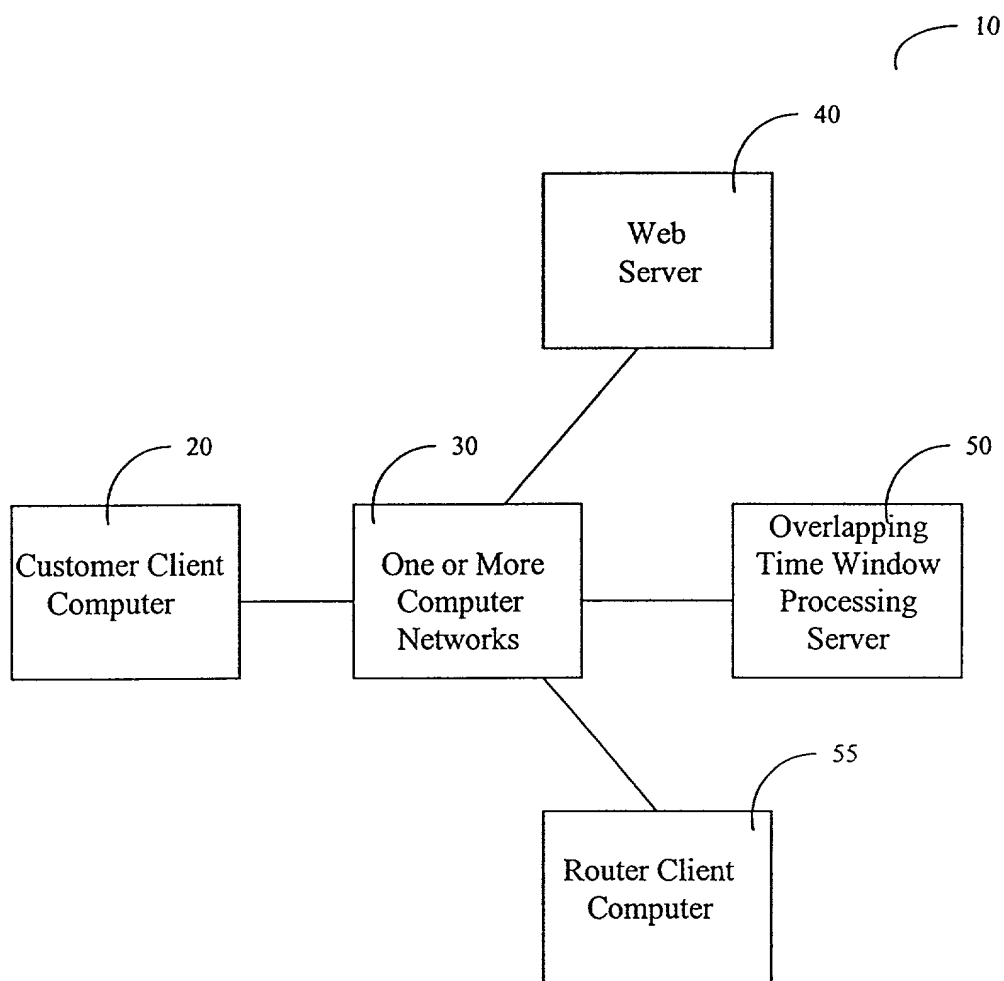 10
40
Web
Server
20
30
50
Customer Client
Computer
One or More
Computer
Networks
Overlapping
Time Window
Processing
Server
55
Router Client
Computer